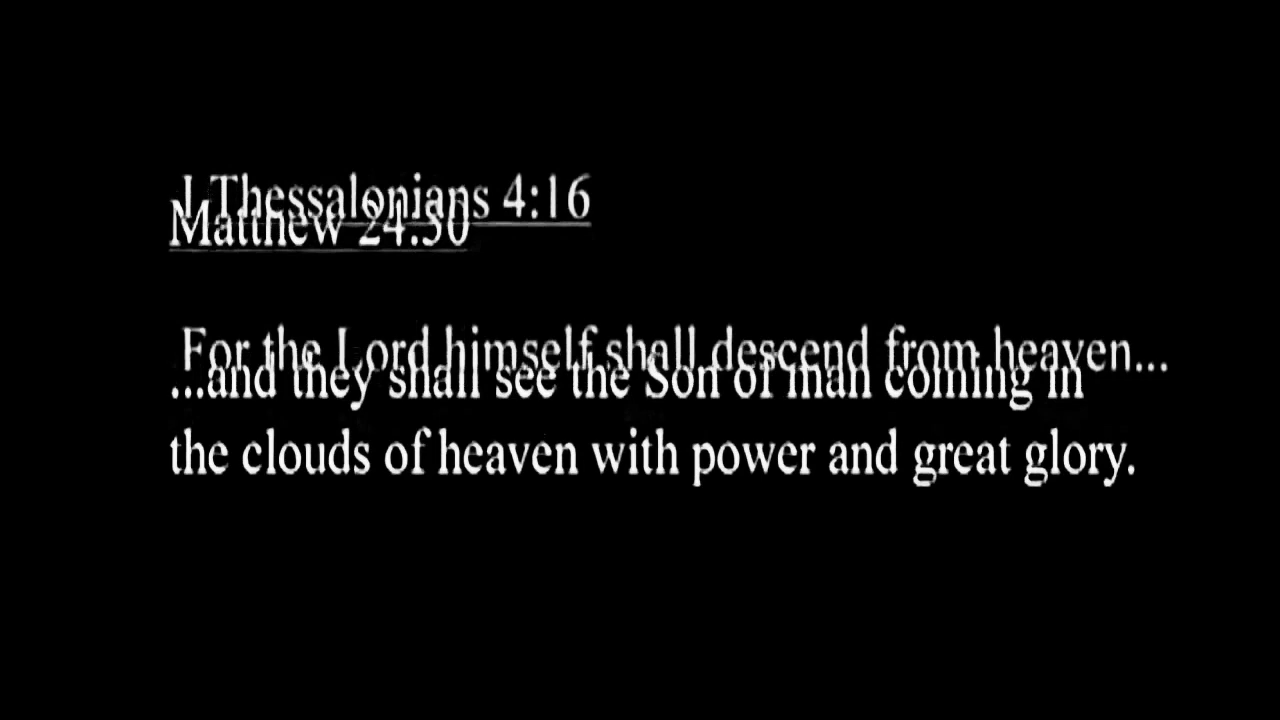 I Thessalonians 4:16
Matthew 24:30
For the Lord himself shall descend from heaven...
...and they shall see the Son of man coming in
the clouds of heaven with power and great glory.